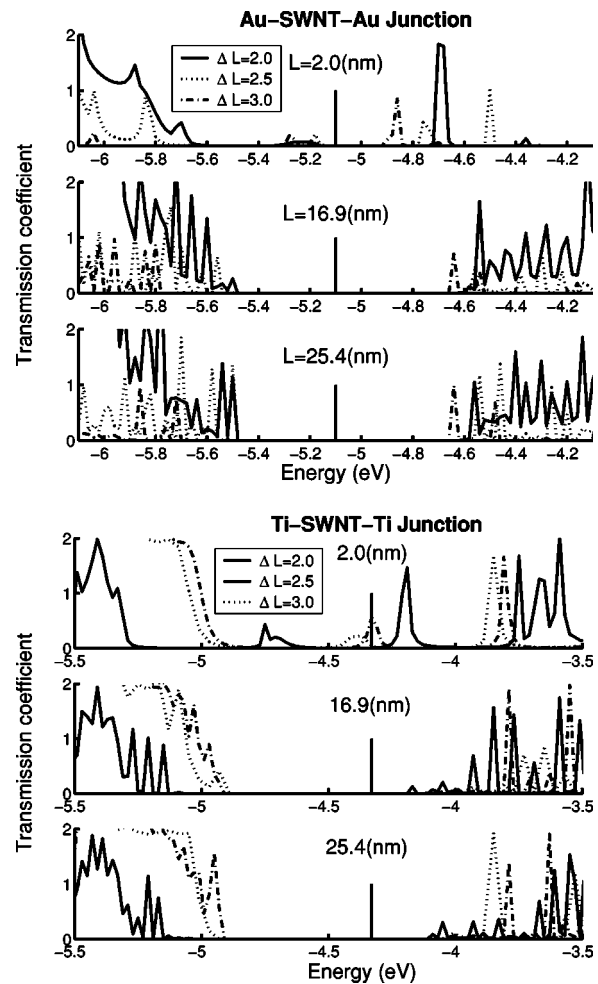 Au–SWNT–Au Junction
2
Δ L=2.0
Δ L=2.5
Δ L=3.0
L=2.0(nm)
1
0
−6 −5.8 −5.6 −5.4 −5.2 −5 −4.8 −4.6 −4.4 −4.2
2
L=16.9(nm)
1
0
−6 −5.8 −5.6 −5.4 −5.2 −5 −4.8 −4.6 −4.4 −4.2
2
L=25.4(nm)
1
0
−6 −5.8 −5.6 −5.4 −5.2 −5 −4.8 −4.6 −4.4 −4.2
Transmission coefficient
Energy (eV)
Ti–SWNT–Ti Junction
2
Δ L=2.0
Δ L=2.5
Δ L=3.0
2.0(nm)
1
0
−5.5 −5 −4.5 −4 −3.5
2
16.9(nm)
1
0
−5.5 −5 −4.5 −4 −3.5
2
25.4(nm)
1
0
−5.5 −5 −4.5 −4 −3.5
Transmission coefficient
Energy (eV)